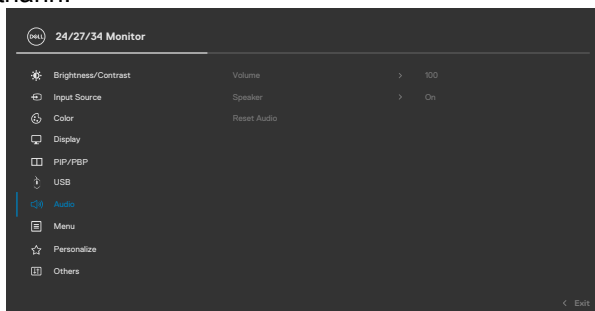 DELL 24/27/34 Monitor
Brightness/Contrast Volume > 100
Input Source Speaker > On
Color Reset Audio
Display
PIP/PBP
USB
Audio
Menu
Personalize
Others
< Exit